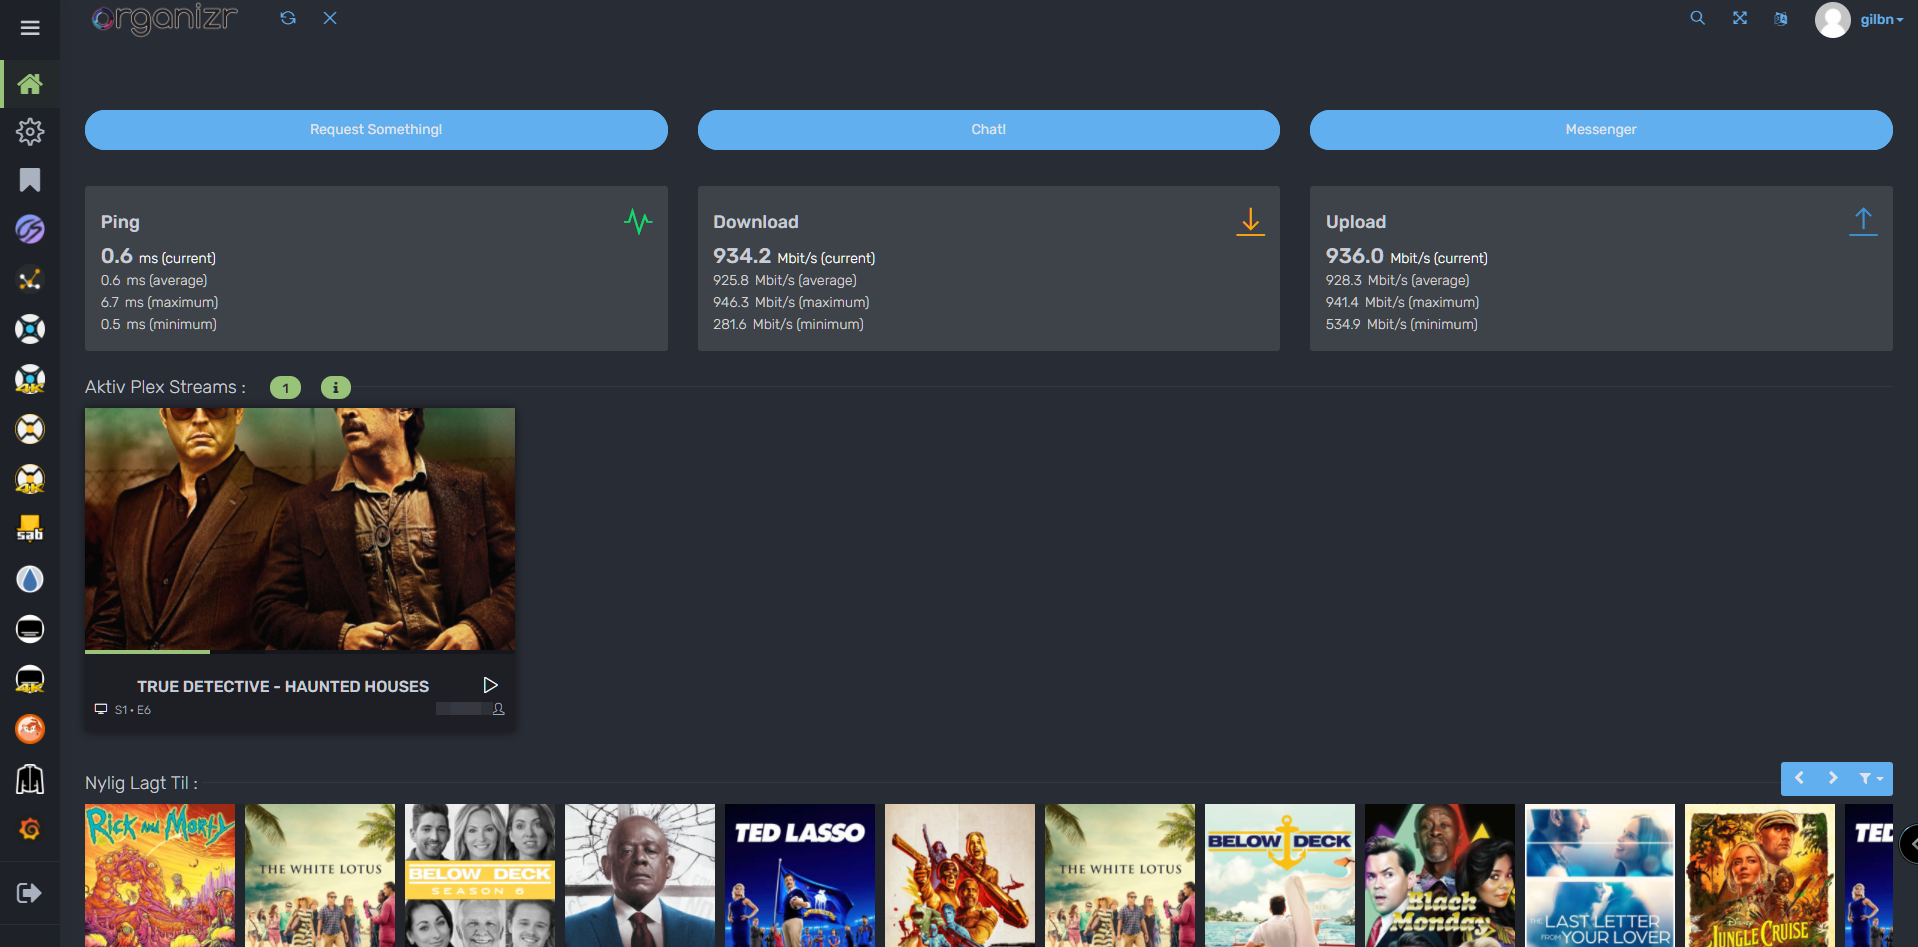 organizr
gilbn
Request Something!
Chat!
Messenger
Ping
0.6 ms (current)
0.6 ms (average)
6.7 ms (maximum)
0.5 ms (minimum)
Download
934.2 Mbit/s (current)
925.8 Mbit/s (average)
946.3 Mbit/s (maximum)
281.6 Mbit/s (minimum)
Upload
936.0 Mbit/s (current)
928.3 Mbit/s (average)
941.4 Mbit/s (maximum)
534.9 Mbit/s (minimum)
4K
4K
sab
4K
Aktiv Plex Streams :
1
i
TRUE DETECTIVE - HAUNTED HOUSES
S1 • E6
Nylig Lagt Til :
Rick and Morty
THE WHITE LOTUS
BELOW DECK
SEASON 6
TED LASSO
THE WHITE LOTUS
BELOW DECK
Black
Monday
THE LAST LETTER
FROM YOUR LOVER
Disney
JUNGLE CRUISE
TED